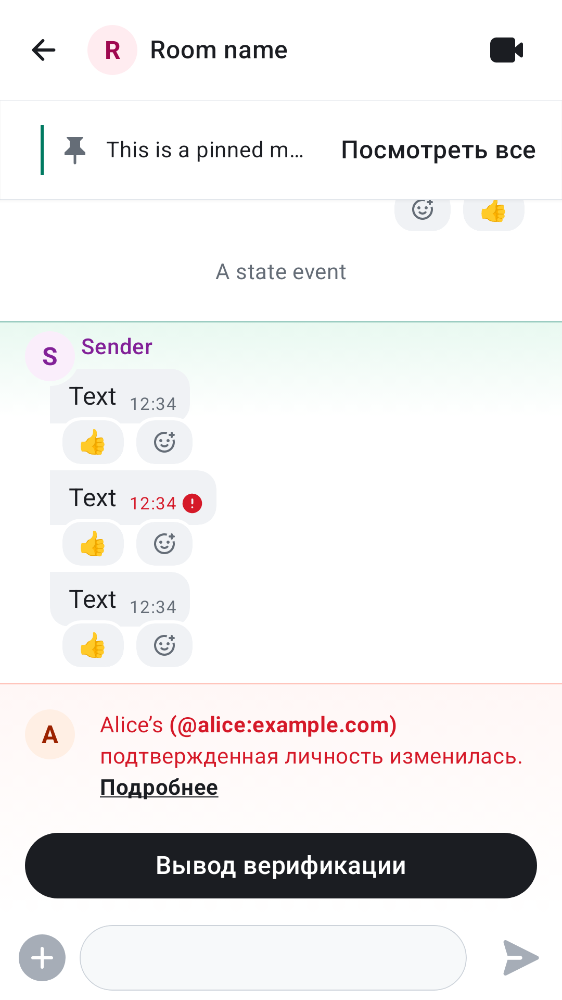 R Room name
This is a pinned m… Посмотреть все
A state event
S Sender
Text 12:34
Text 12:34
Text 12:34
A Alice’s (@alice:example.com)
подтвержденная личность изменилась.
Подробнее
Вывод верификации